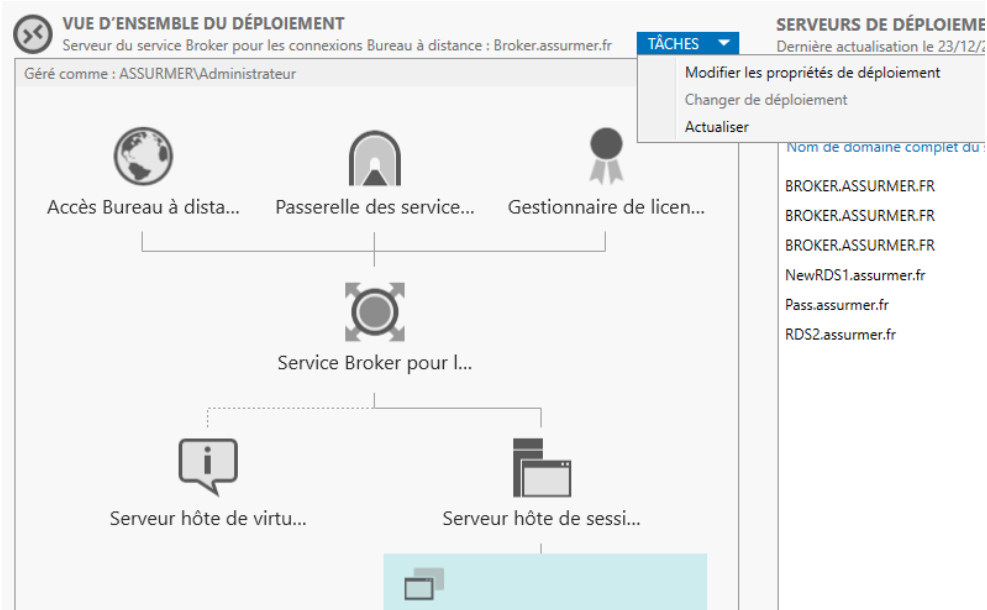 VUE D'ENSEMBLE DU DÉPLOIEMENT
Serveur du service Broker pour les connexions Bureau à distance : Broker.assurmer.fr
Géré comme : ASSURMER\Administrateur
TÂCHES
Modifier les propriétés de déploiement
Changer de déploiement
Actualiser
Accès Bureau à dista...
Passerelle des service...
Gestionnaire de licen...
Service Broker pour l...
Serveur hôte de virtu...
Serveur hôte de sessi...
SERVEURS DE DÉPLOIEME
Dernière actualisation le 23/12/2
Nom de domaine complet du s
BROKER.ASSURMER.FR
BROKER.ASSURMER.FR
BROKER.ASSURMER.FR
NewRDS1.assurmer.fr
Pass.assurmer.fr
RDS2.assurmer.fr